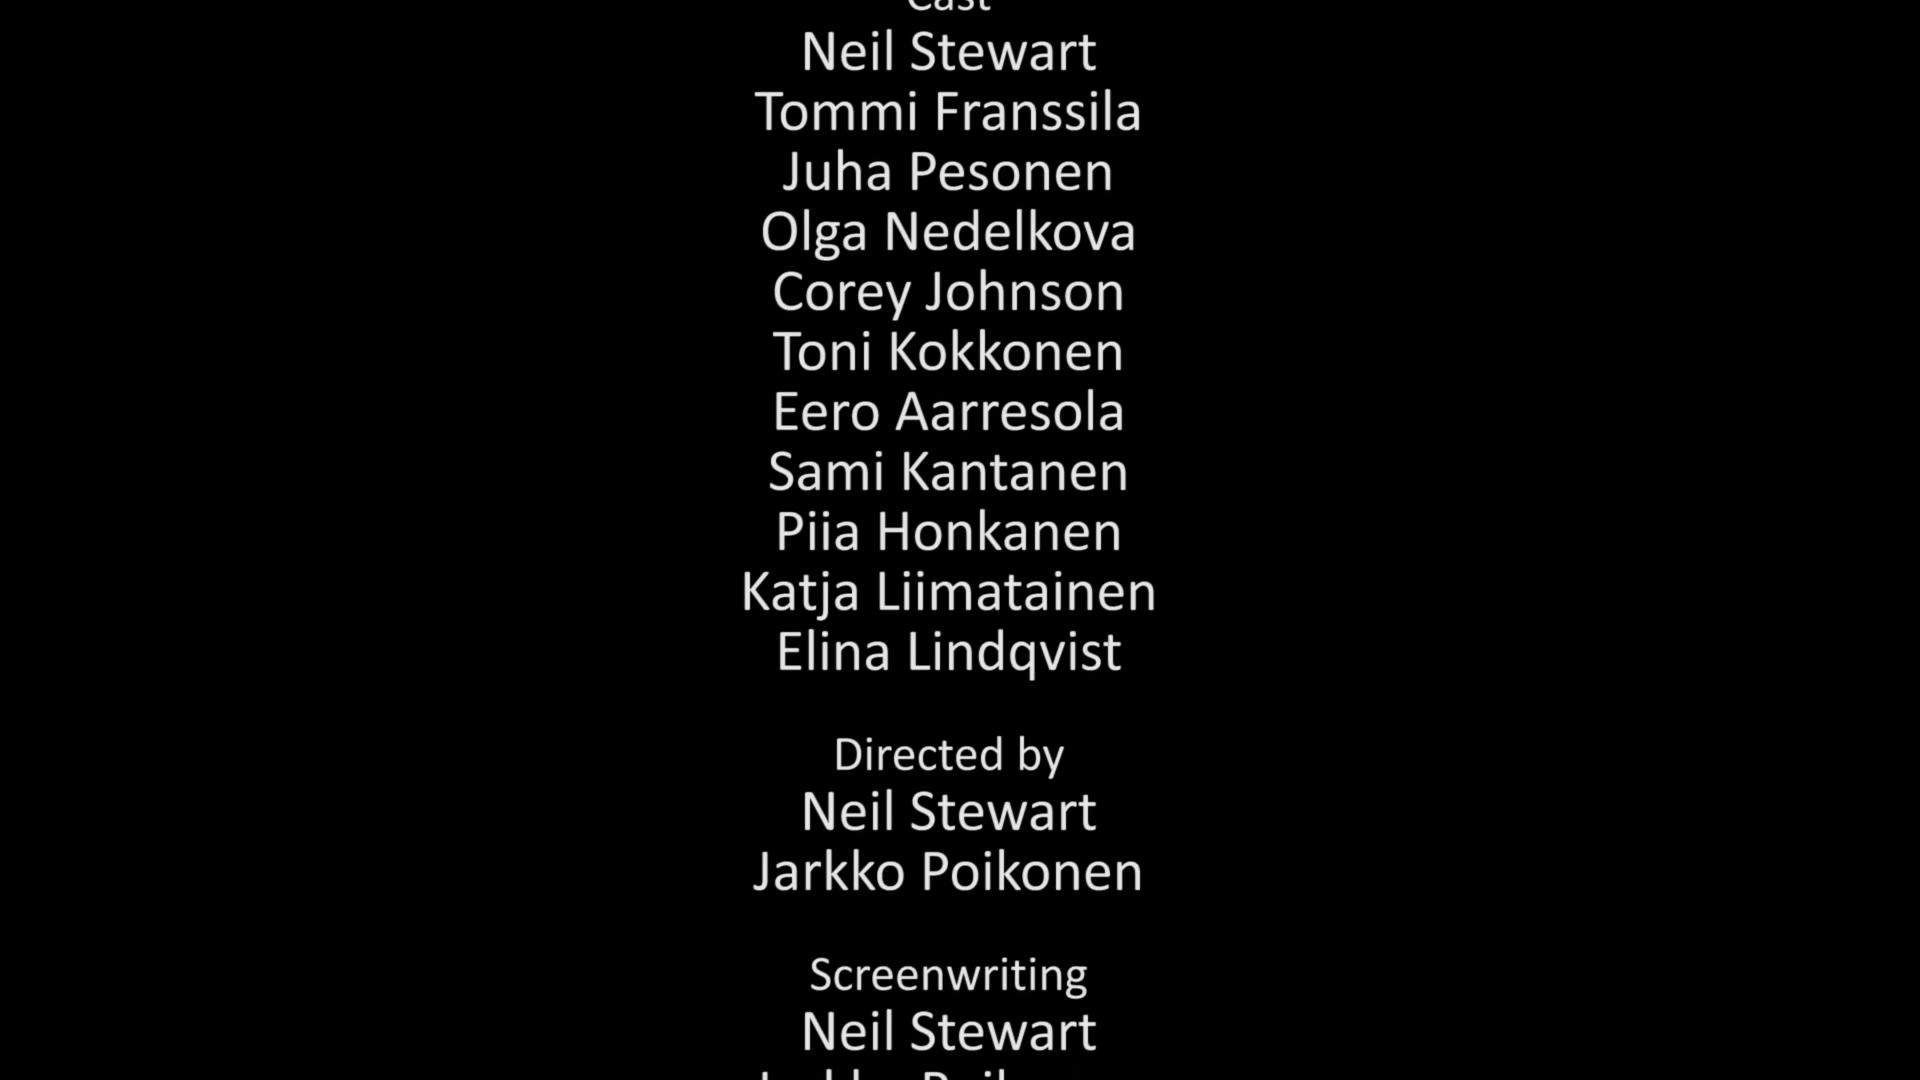 Cast
Neil Stewart
Tommi Franssila
Juha Pesonen
Olga Nedelkova
Corey Johnson
Toni Kokkonen
Eero Aarresola
Sami Kantanen
Piia Honkanen
Katja Liimatainen
Elina Lindqvist
Directed by
Neil Stewart
Jarkko Poikonen
Screenwriting
Neil Stewart